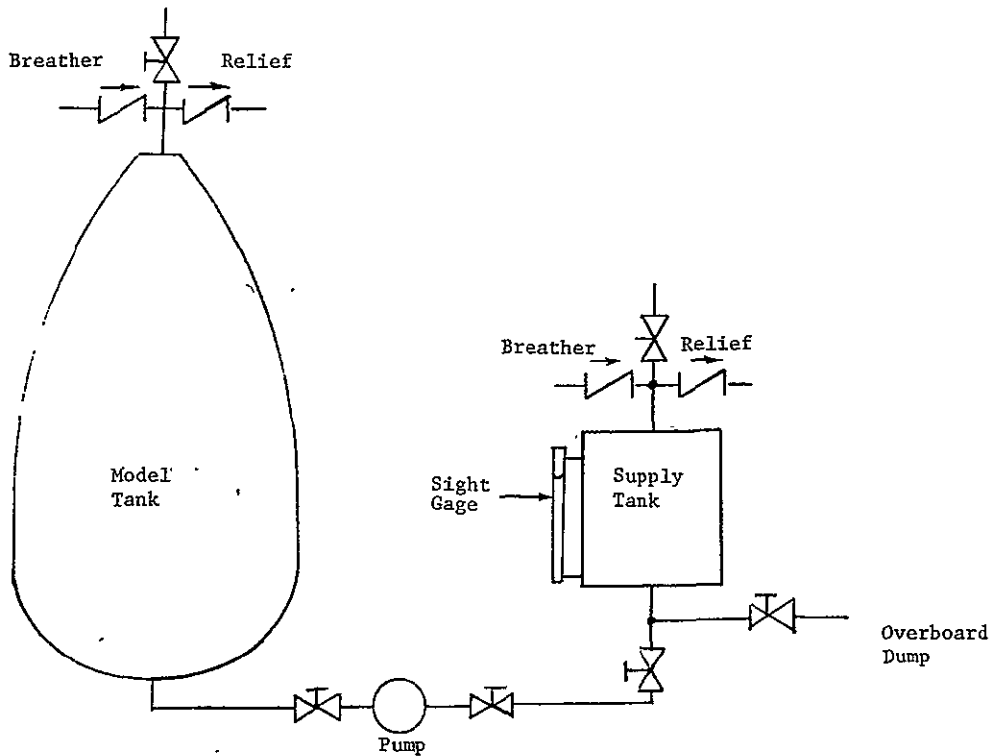 Breather
Relief
Breather
Relief
Model
Tank
Sight
Gage
Supply
Tank
Overboard
Dump
Pump